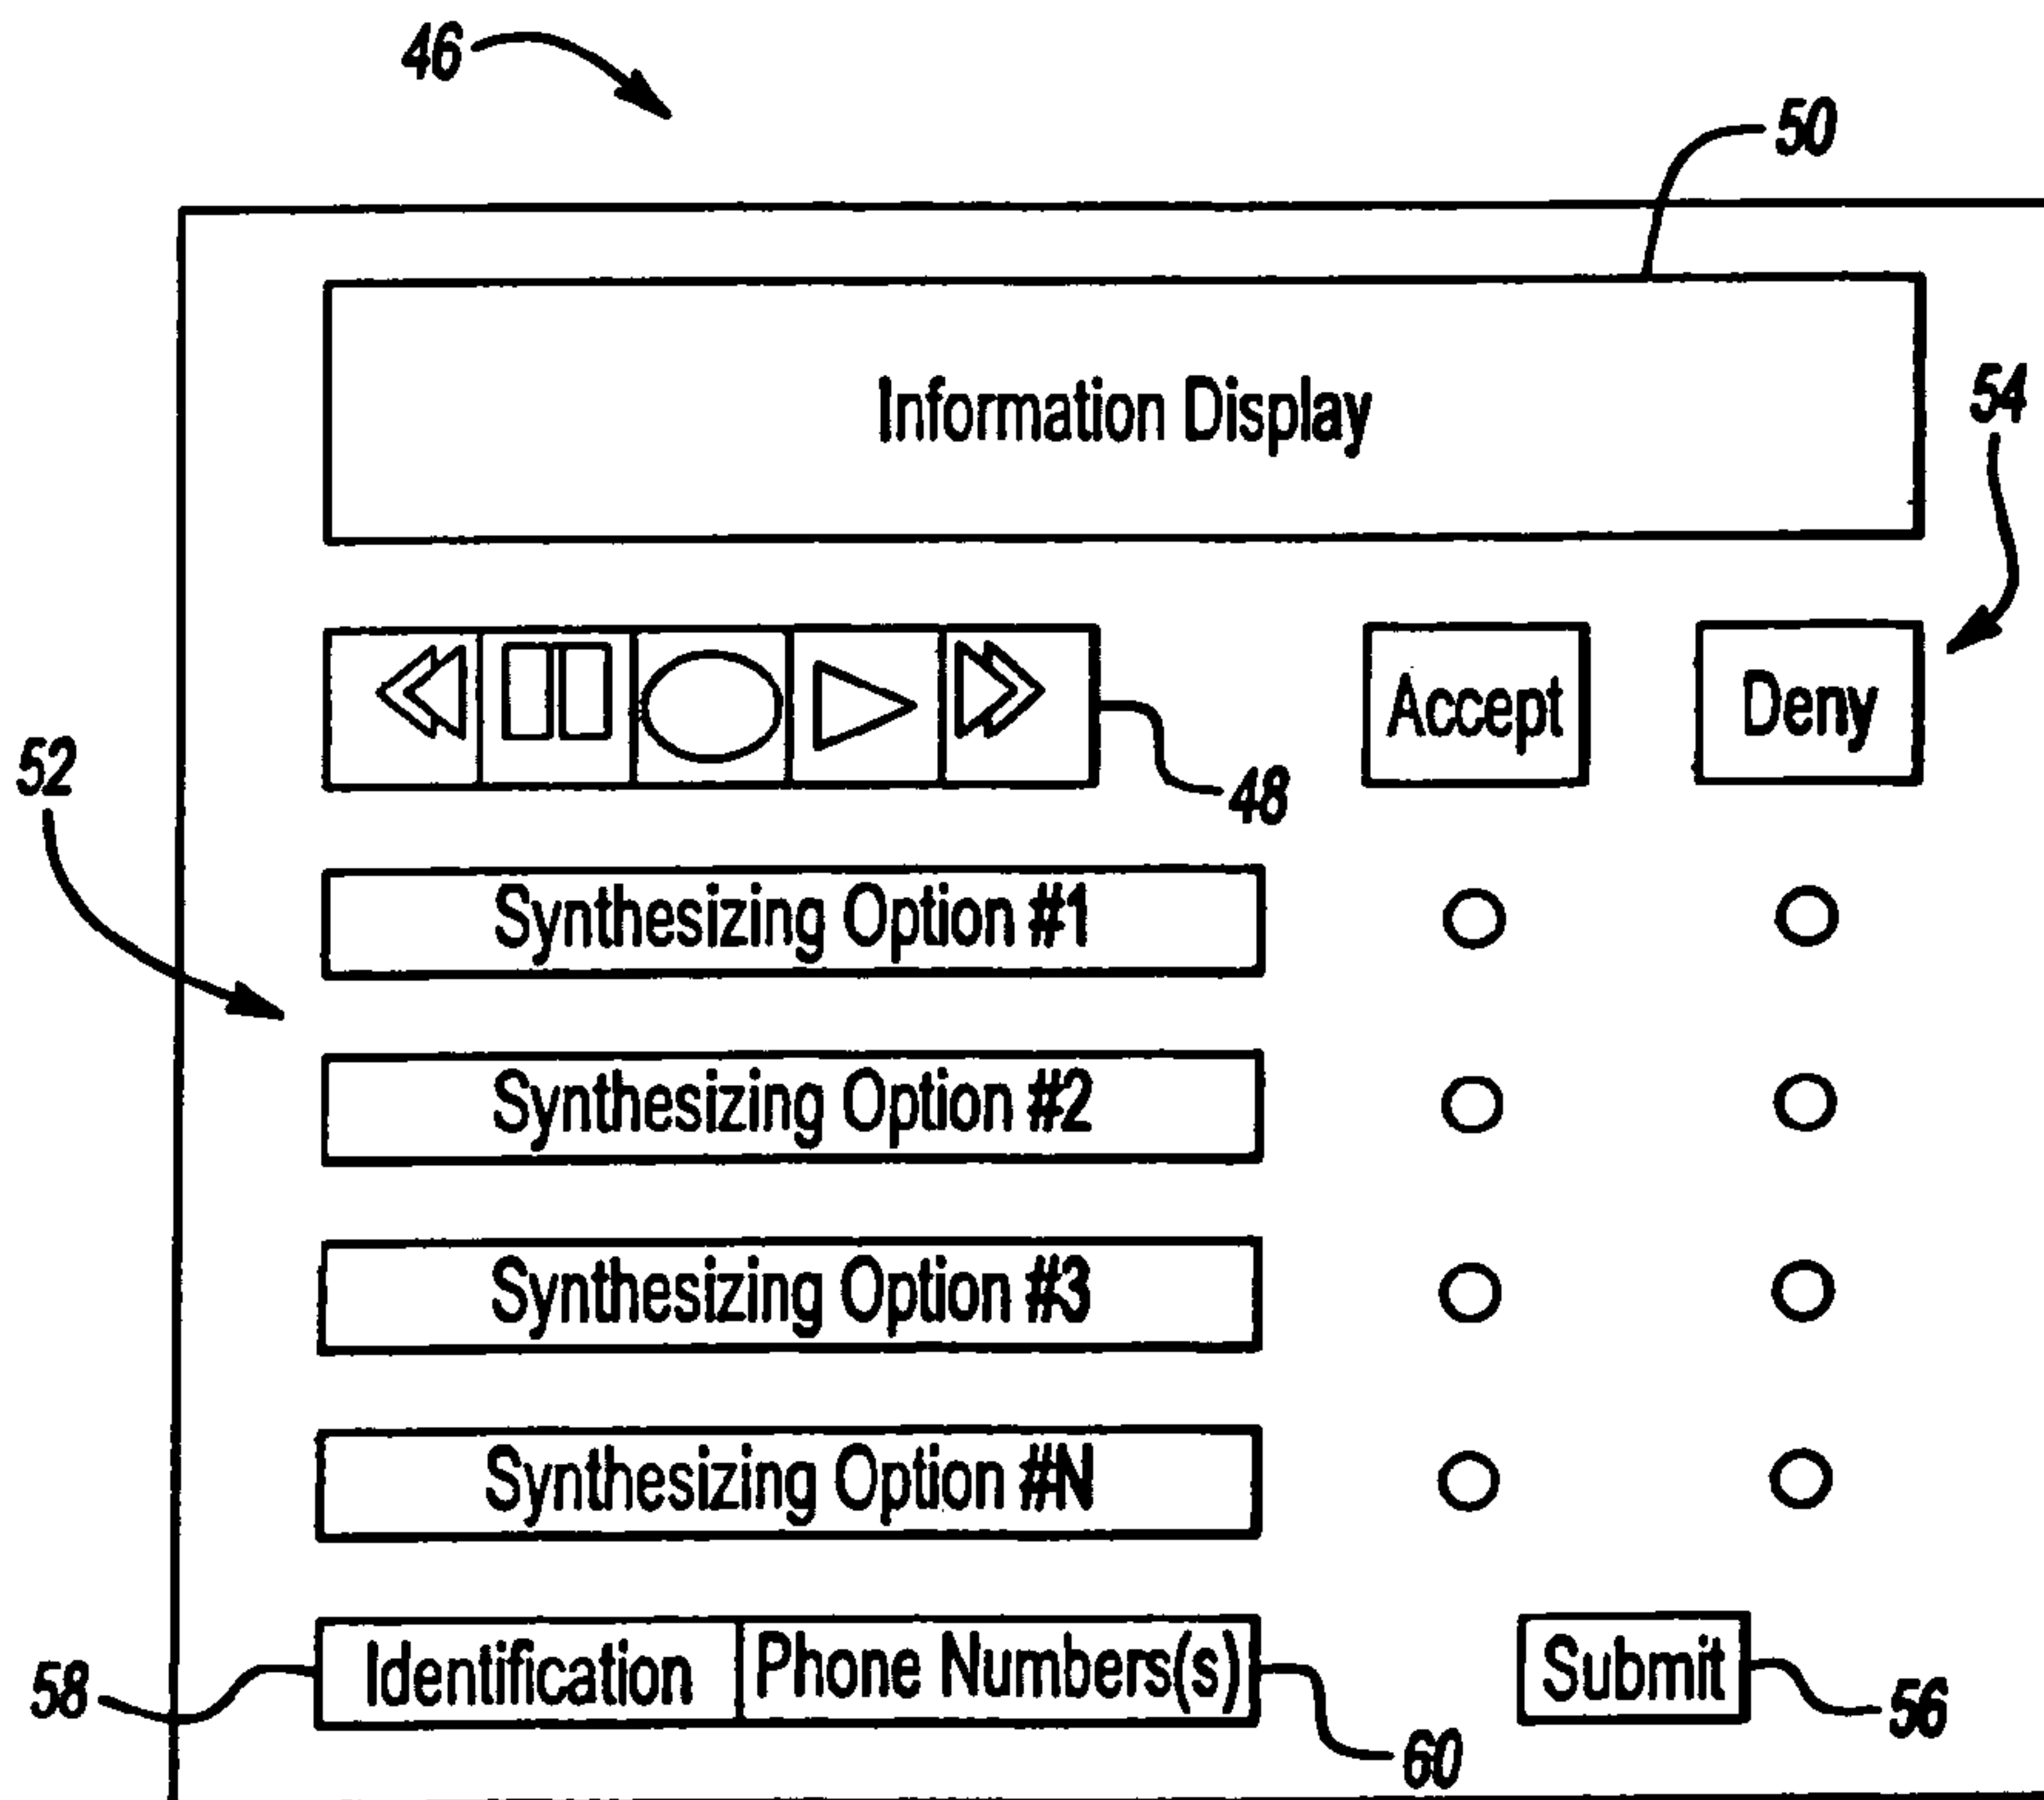 46
50
Information Display
54
Accept Deny
52
48
Synthesizing Option #1
Synthesizing Option #2
Synthesizing Option #3
Synthesizing Option #N
Identification Phone Numbers(s) Submit
58
56
60